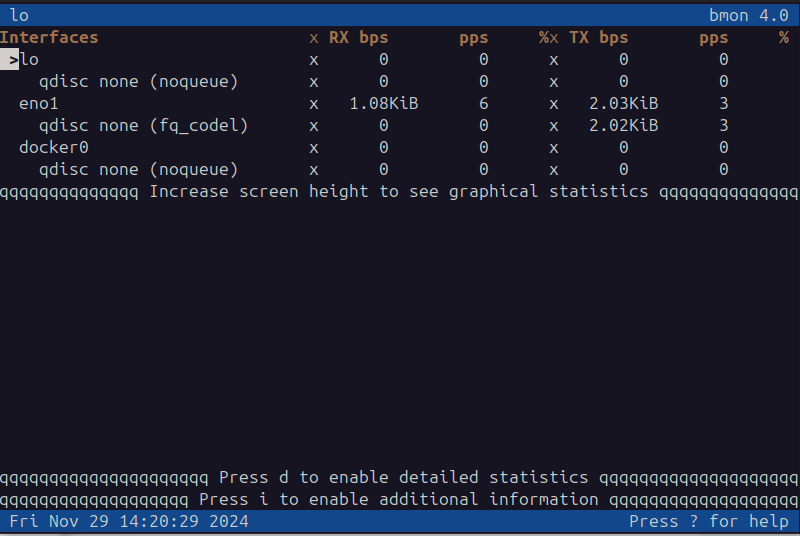 lo bmon 4.0
Interfaces x RX bps pps %x TX bps pps %
>lo x 0 0 x 0 0
qdisc none (noqueue) x 0 0 x 0 0
eno1 x 1.08KiB 6 x 2.03KiB 3
qdisc none (fq_codel) x 0 0 x 2.02KiB 3
docker0 x 0 0 x 0 0
qdisc none (noqueue) x 0 0 x 0 0
qqqqqqqqqqqqqq Increase screen height to see graphical statistics qqqqqqqqqqqqqq
qqqqqqqqqqqqqqqqqqqqq Press d to enable detailed statistics qqqqqqqqqqqqqqqqqqqq
qqqqqqqqqqqqqqqqqqq Press i to enable additional information qqqqqqqqqqqqqqqqqqq
Fri Nov 29 14:20:29 2024 Press ? for help